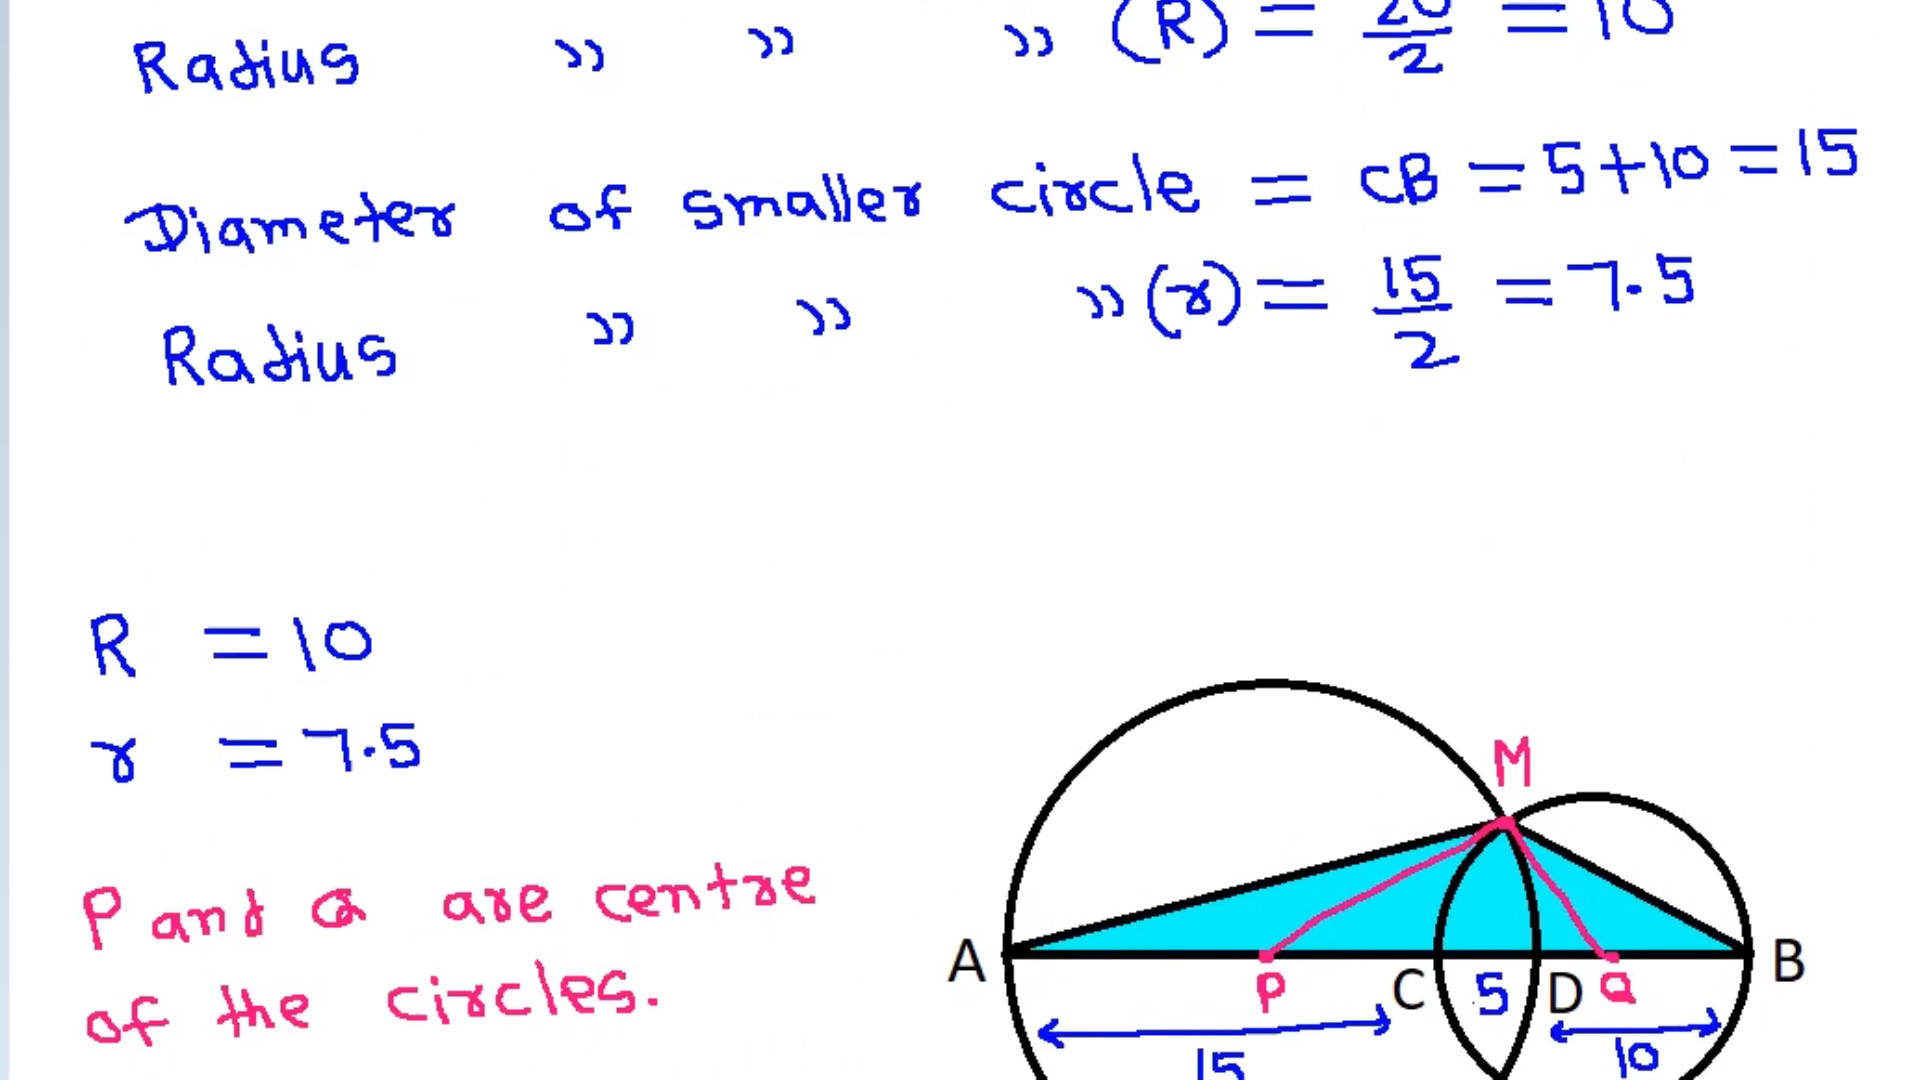 Radius " " " (R) = 20/2 = 10
Diameter of smaller circle = CB = 5+10 = 15
Radius " " " (r) = 15/2 = 7.5
R = 10
r = 7.5
P and Q are centre
of the circles.
M
A P C 5 D Q B
15 10